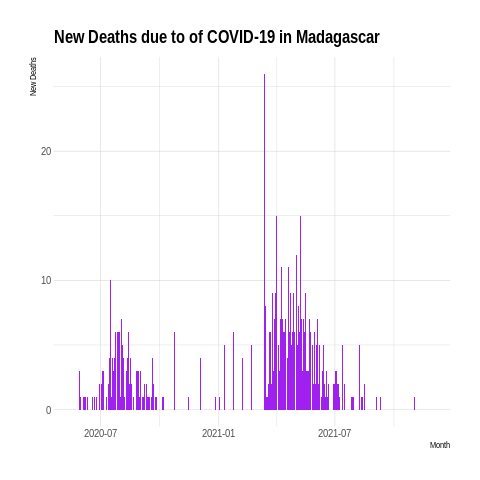 New Deaths due to of COVID-19 in Madagascar
New Deaths
20
10
0
2020-07
2021-01
2021-07
Month